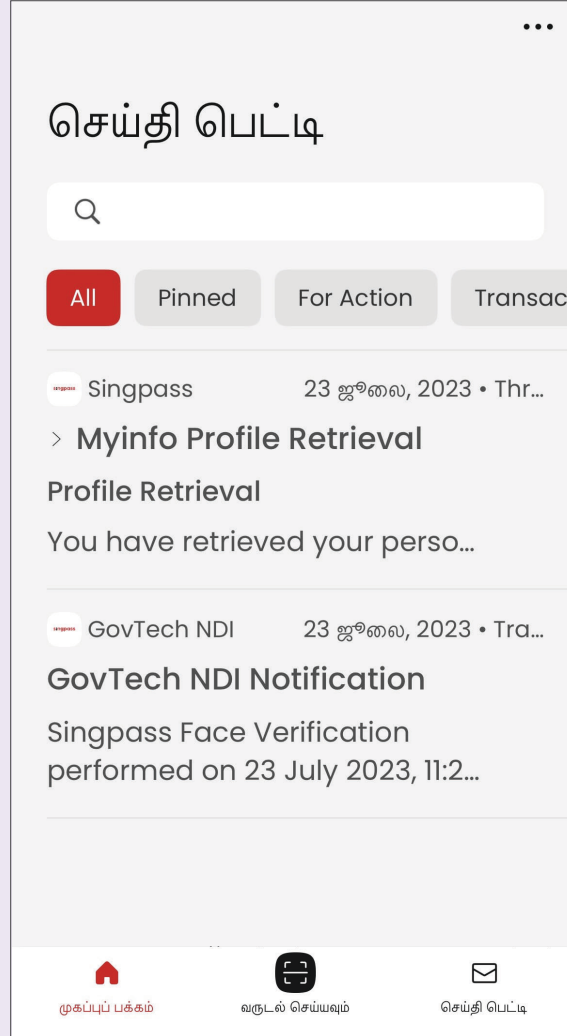 செய்தி பெட்டி
All Pinned For Action Transac
singpass Singpass 23 ஜூலை, 2023 • Thr...
> Myinfo Profile Retrieval
Profile Retrieval
You have retrieved your perso...
singpass GovTech NDI 23 ஜூலை, 2023 • Tra...
GovTech NDI Notification
Singpass Face Verification
performed on 23 July 2023, 11:2...
முகப்புப் பக்கம் வருடல் செய்யவும் செய்தி பெட்டி